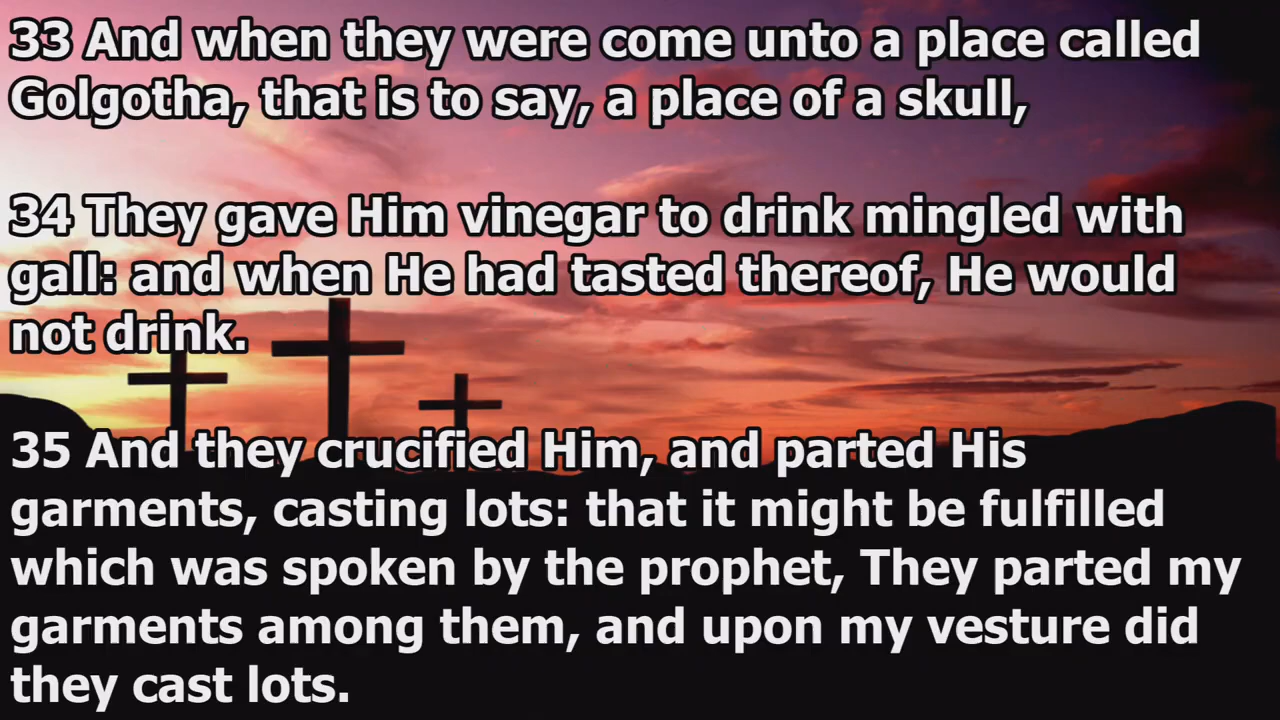 33 And when they were come unto a place called
Golgotha, that is to say, a place of a skull,
34 They gave Him vinegar to drink mingled with
gall: and when He had tasted thereof, He would
not drink.
35 And they crucified Him, and parted His
garments, casting lots: that it might be fulfilled
which was spoken by the prophet, They parted my
garments among them, and upon my vesture did
they cast lots.